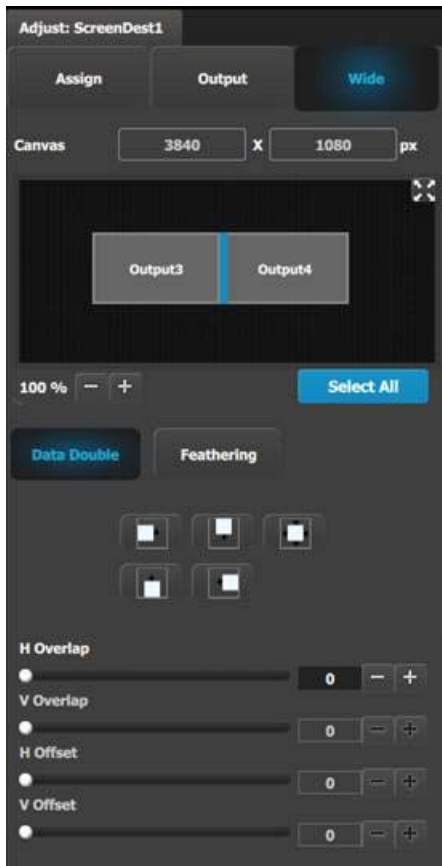 Adjust: ScreenDest1
Assign Output Wide
Canvas 3840 X 1080 px
Output3 Output4
100 % − + Select All
Data Double Feathering
H Overlap
0 − +
V Overlap
0 − +
H Offset
0 − +
V Offset
0 − +